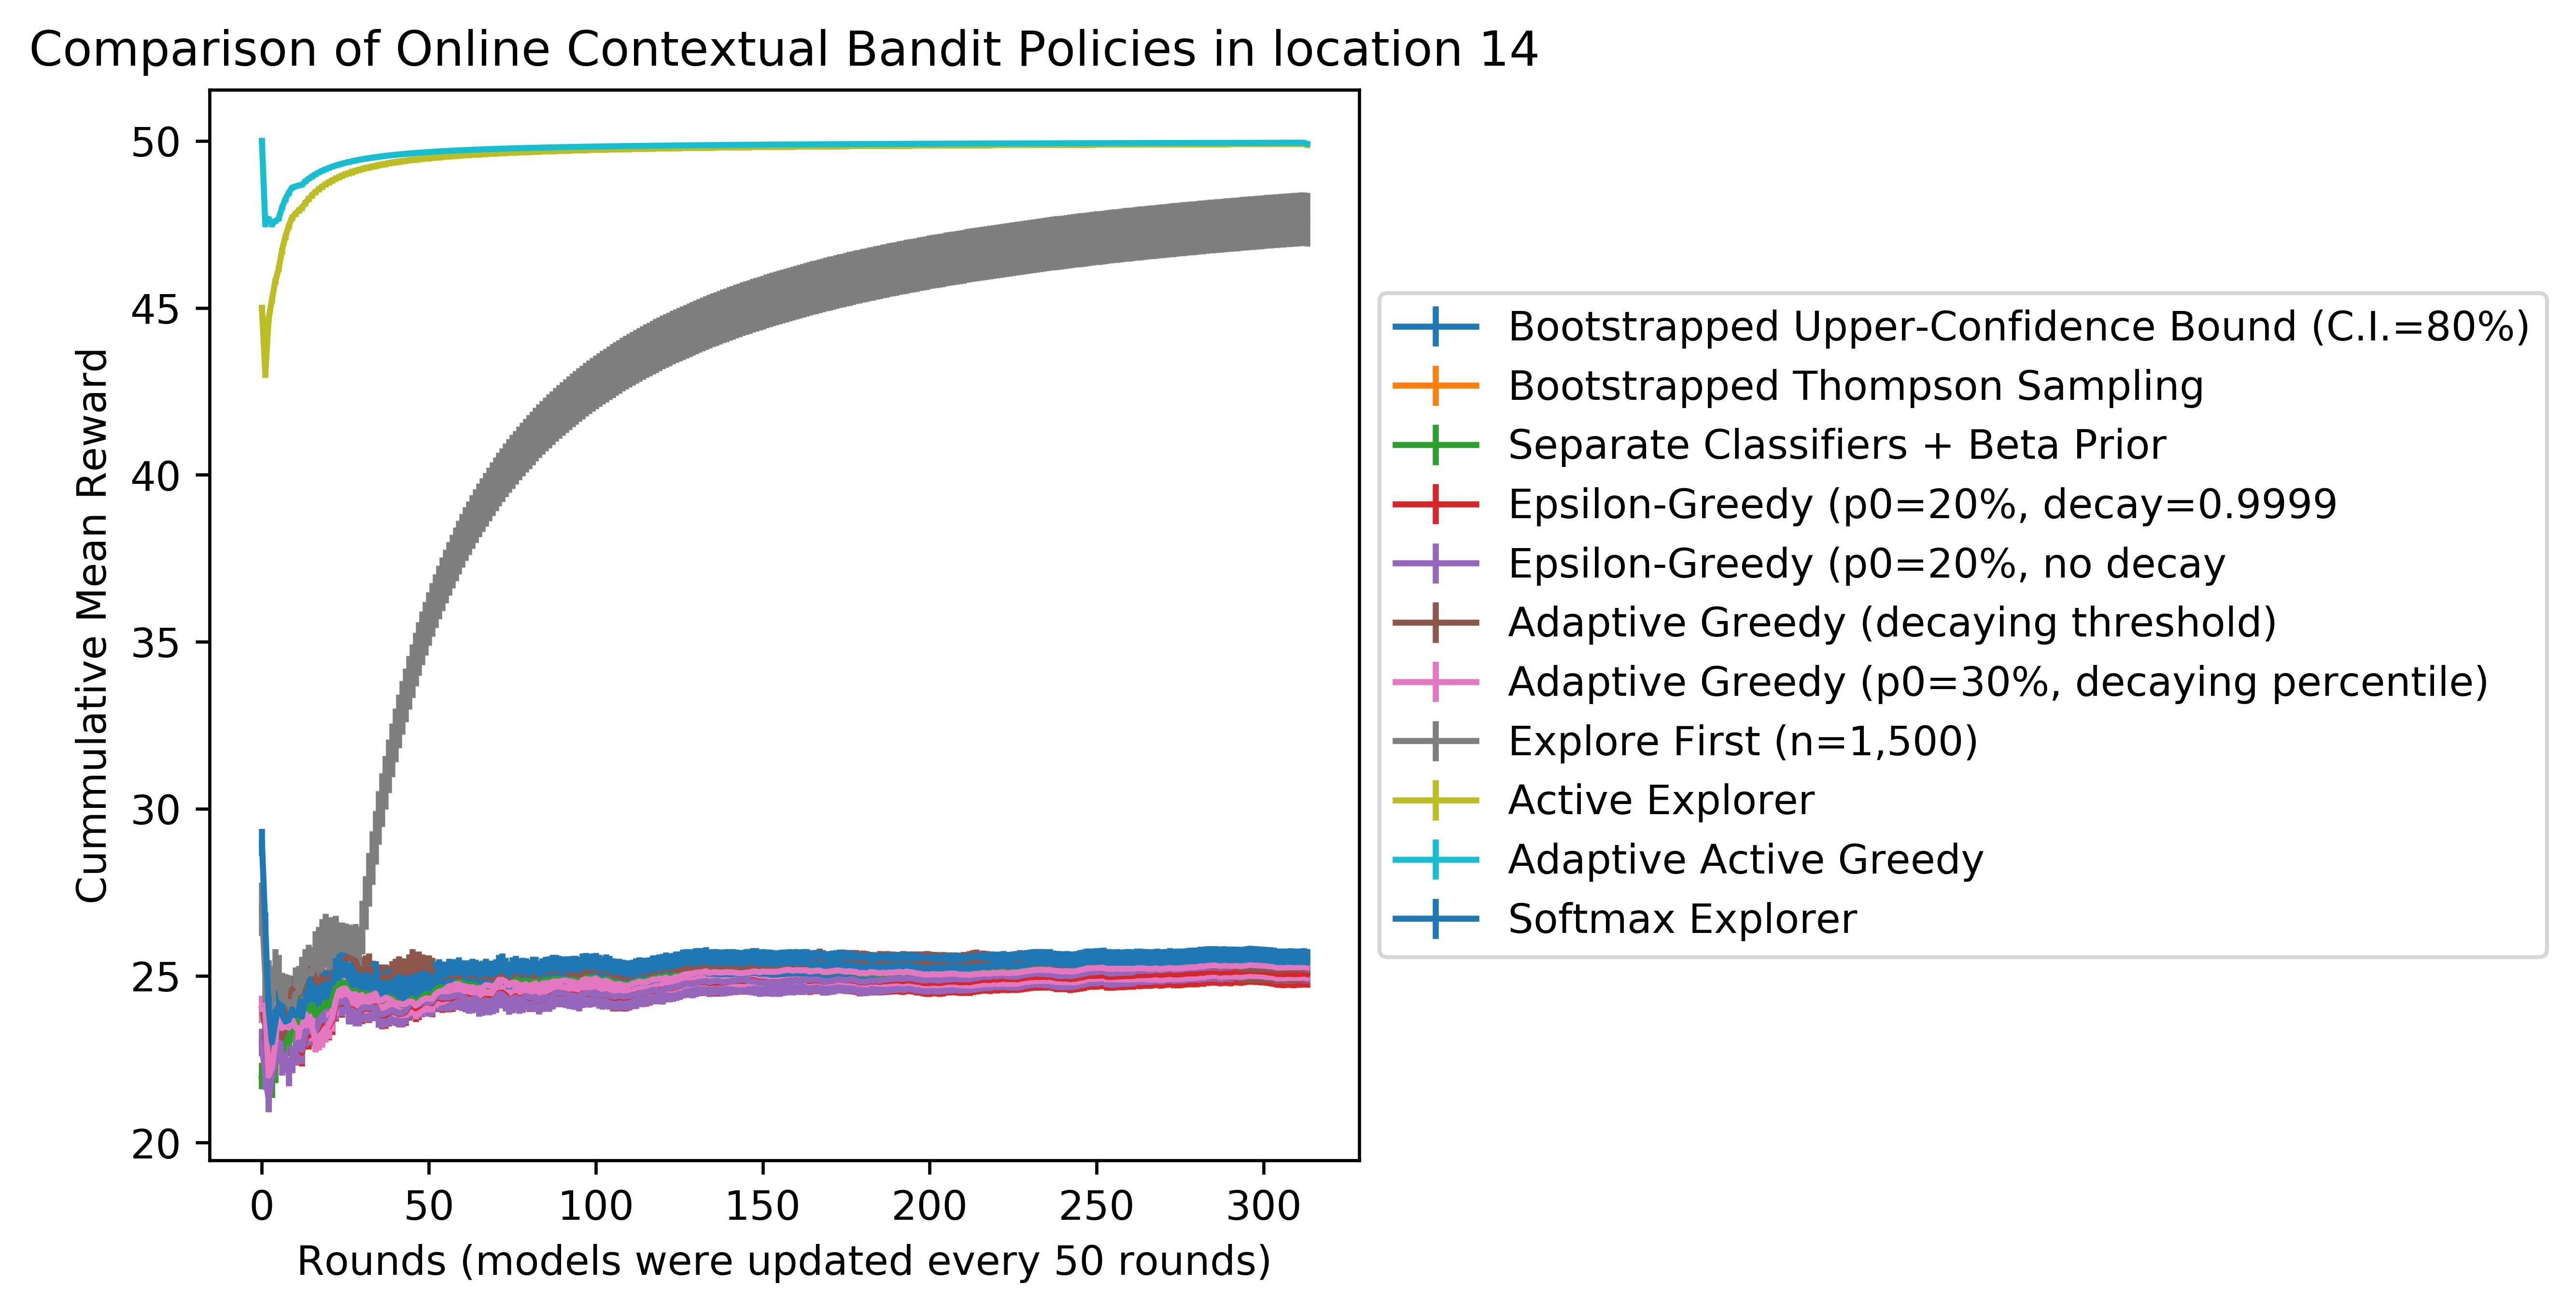 Comparison of Online Contextual Bandit Policies in location 14
Cummulative Mean Reward
50
45
40
35
30
25
20
0 50 100 150 200 250 300
Rounds (models were updated every 50 rounds)
Bootstrapped Upper-Confidence Bound (C.I.=80%)
Bootstrapped Thompson Sampling
Separate Classifiers + Beta Prior
Epsilon-Greedy (p0=20%, decay=0.9999
Epsilon-Greedy (p0=20%, no decay
Adaptive Greedy (decaying threshold)
Adaptive Greedy (p0=30%, decaying percentile)
Explore First (n=1,500)
Active Explorer
Adaptive Active Greedy
Softmax Explorer